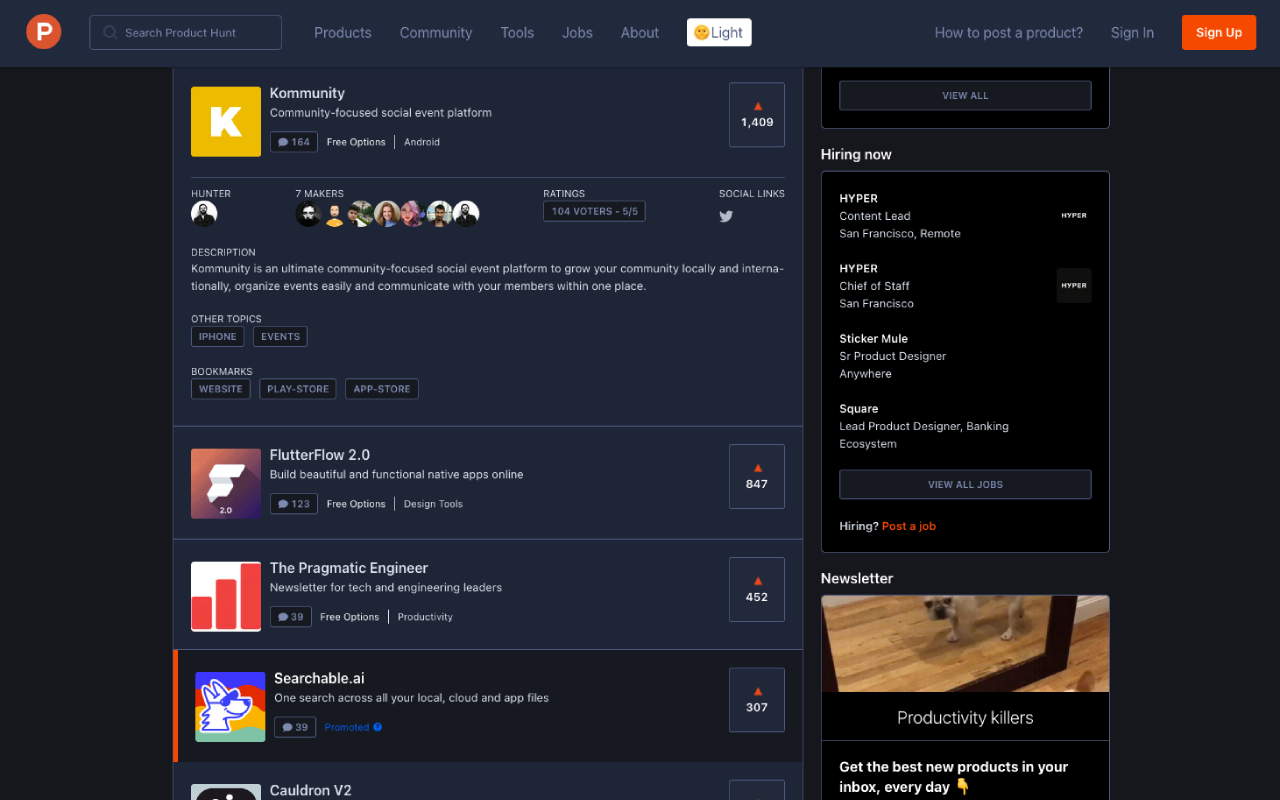 P
Search Product Hunt
Products
Community
Tools
Jobs
About
🌝Light
How to post a product?
Sign In
Sign Up
K
Kommunity
Community-focused social event platform
164
Free Options
Android
1,409
HUNTER
7 MAKERS
RATINGS
104 VOTERS - 5/5
SOCIAL LINKS
DESCRIPTION
Kommunity is an ultimate community-focused social event platform to grow your community locally and interna-
tionally, organize events easily and communicate with your members within one place.
OTHER TOPICS
IPHONE
EVENTS
BOOKMARKS
WEBSITE
PLAY-STORE
APP-STORE
2.0
FlutterFlow 2.0
Build beautiful and functional native apps online
123
Free Options
Design Tools
847
The Pragmatic Engineer
Newsletter for tech and engineering leaders
39
Free Options
Productivity
452
Searchable.ai
One search across all your local, cloud and app files
39
Promoted
307
Cauldron V2
VIEW ALL
Hiring now
HYPER
Content Lead
San Francisco, Remote
HYPER
HYPER
Chief of Staff
San Francisco
HYPER
Sticker Mule
Sr Product Designer
Anywhere
Square
Lead Product Designer, Banking
Ecosystem
VIEW ALL JOBS
Hiring? Post a job
Newsletter
Productivity killers
Get the best new products in your
inbox, every day 👇